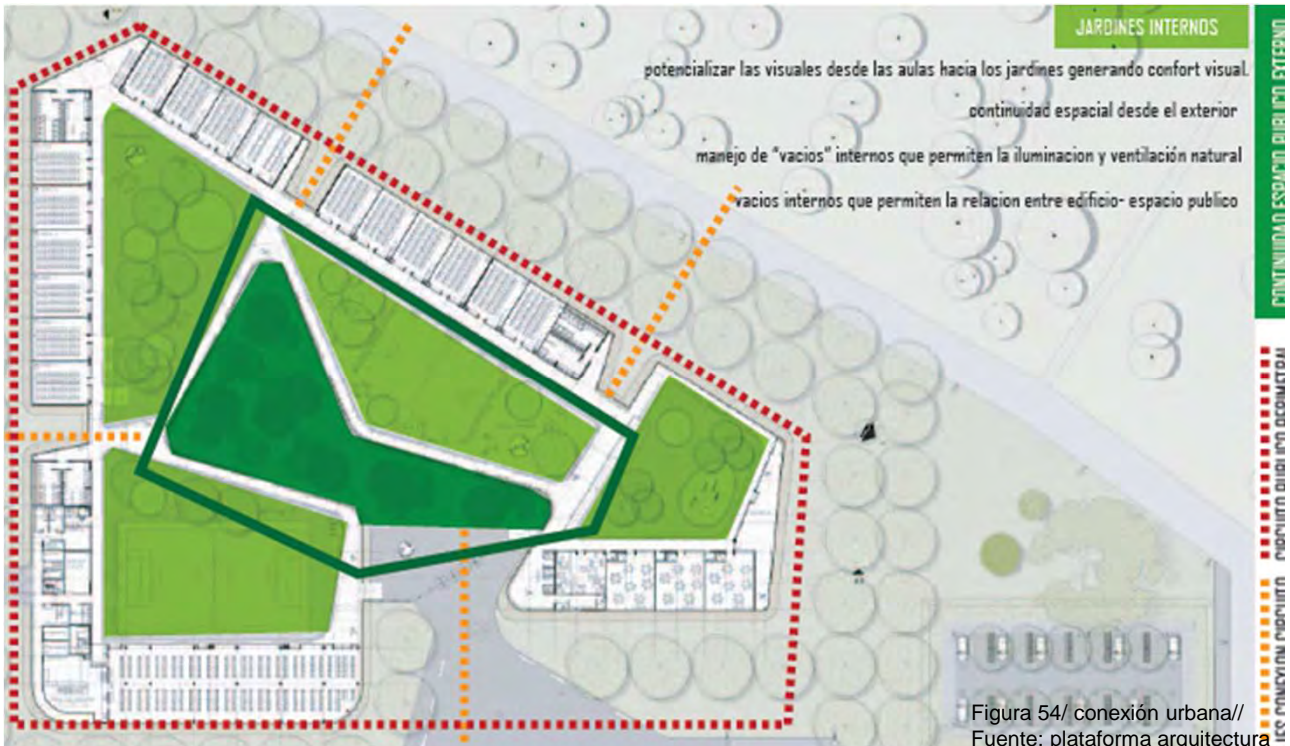 JARDINES INTERNOS
potencializar las visuales desde las aulas hacia los jardines generando confort visual.
continuidad espacial desde el exterior
manejo de "vacios" internos que permiten la iluminacion y ventilación natural
vacios internos que permiten la relacion entre edificio- espacio publico
CONTINUIDAD ESPACIO PUBLICO EXTERNO
CIRCUITO PUBLICO PERIMETRAL
CONEXION CIRCUITO
Figura 54/ conexión urbana//
Fuente: plataforma arquitectura